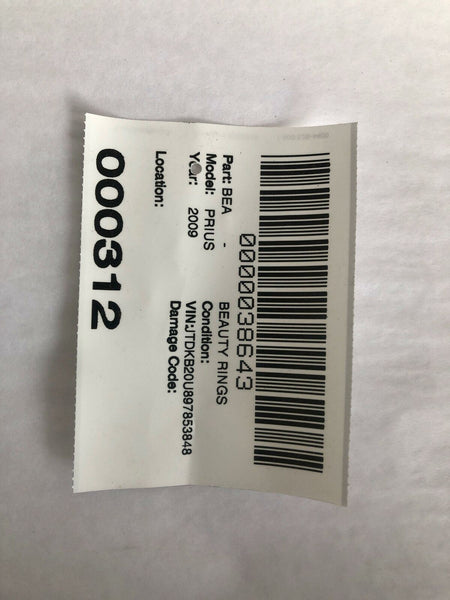 0000038643
Part: BEA - BEAUTY RINGS
Model: PRIUS Condition:
Year: 2009 VIN:JTDKB20U897853848
Damage Code:
Location:
000312